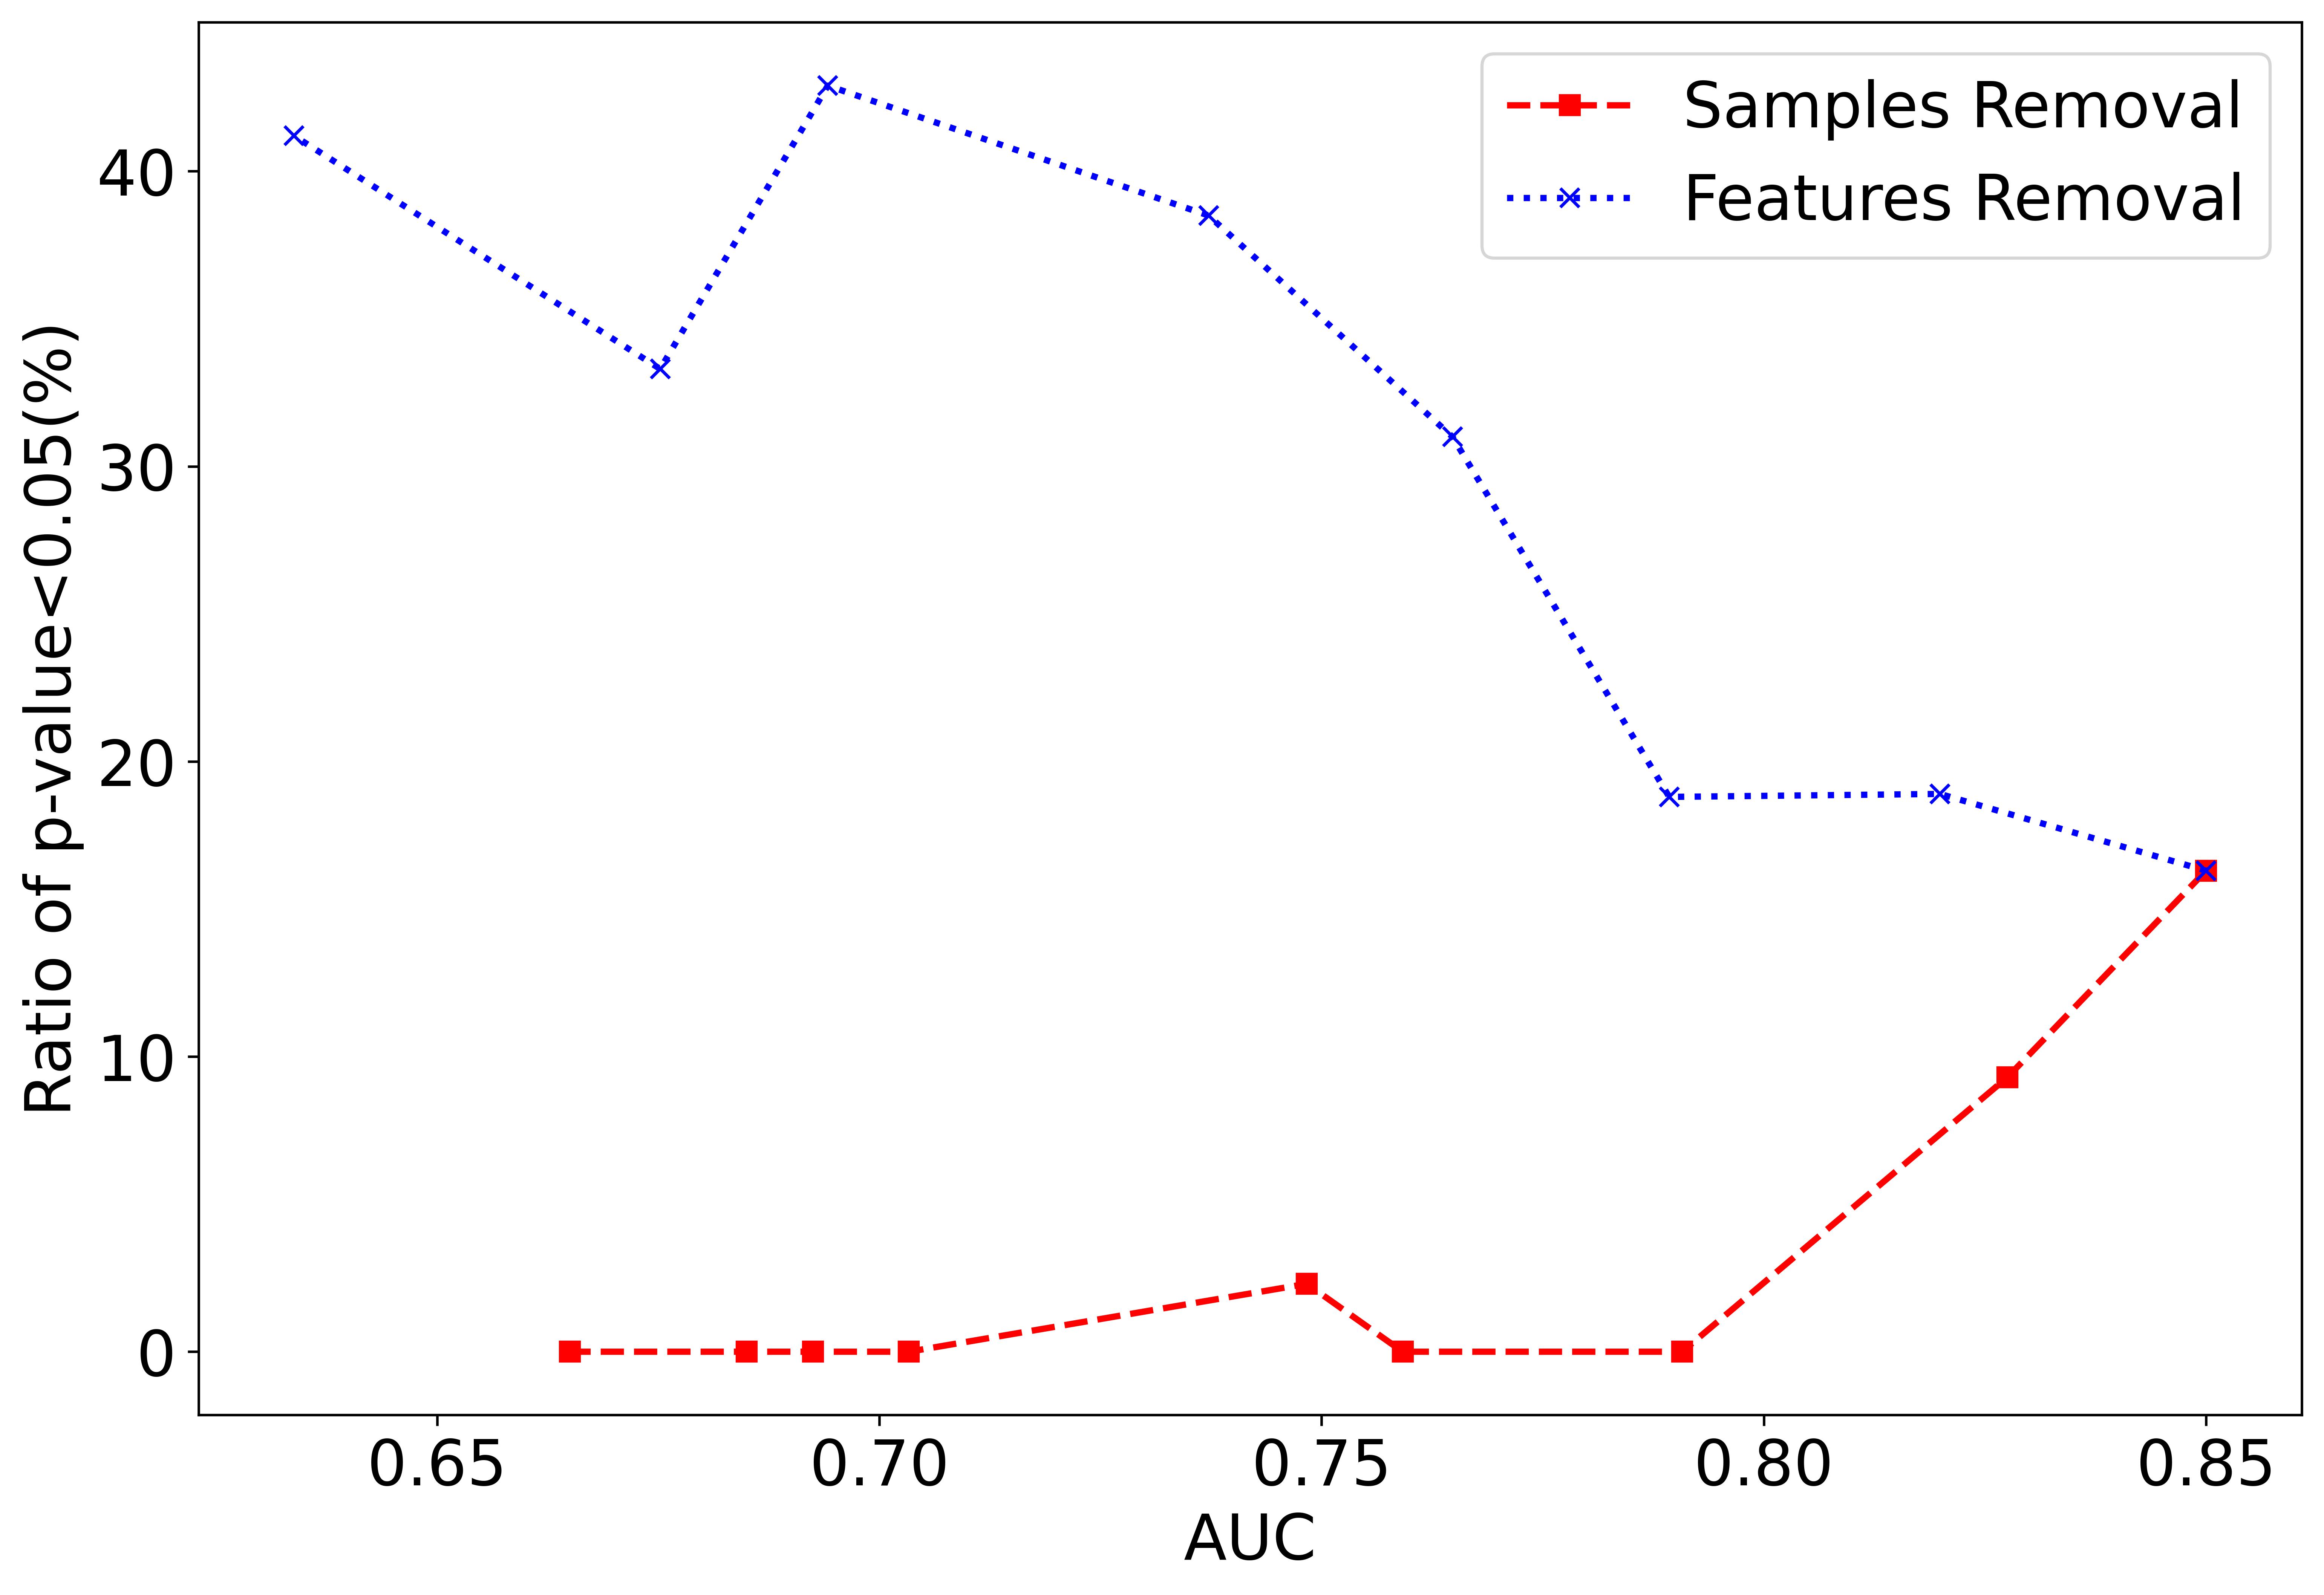 Samples Removal
Features Removal
Ratio of p-value<0.05(%)
40
30
20
10
0
0.65
0.70
0.75
0.80
0.85
AUC